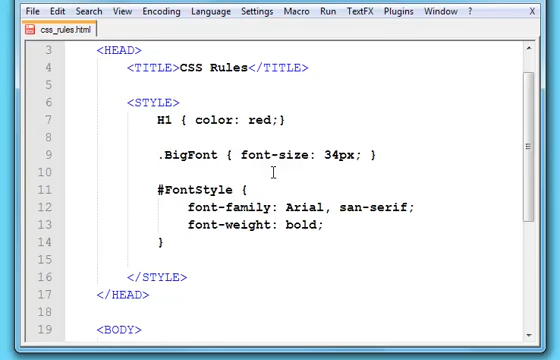 File Edit Search View Encoding Language Settings Macro Run TextFX Plugins Window ? X
css_rules.html
3 <HEAD>
4 <TITLE>CSS Rules</TITLE>
5
6 <STYLE>
7 H1 { color: red;}
8
9 .BigFont { font-size: 34px; }
10
11 #FontStyle {
12 font-family: Arial, san-serif;
13 font-weight: bold;
14 }
15
16 </STYLE>
17 </HEAD>
18
19 <BODY>